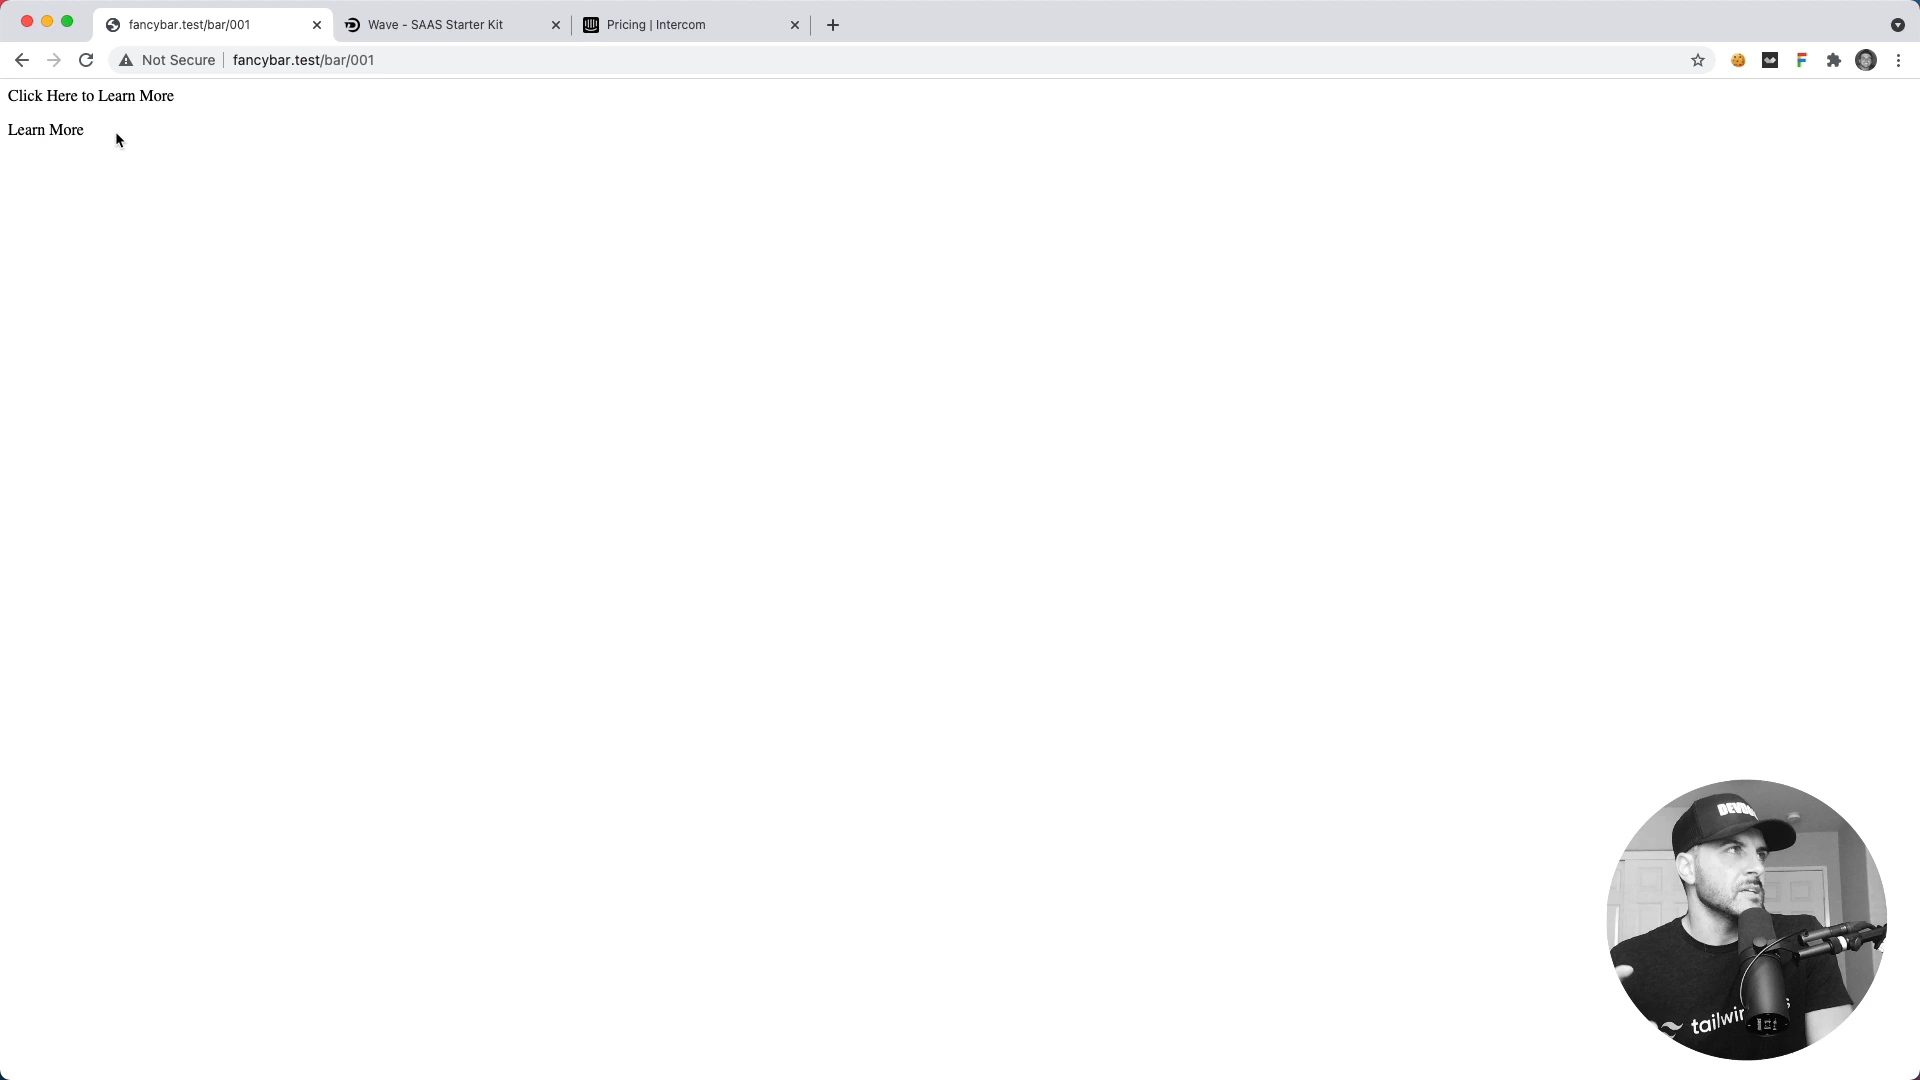 fancybar.test/bar/001
Wave - SAAS Starter Kit
Pricing | Intercom
Not Secure
fancybar.test/bar/001
Click Here to Learn More
Learn More